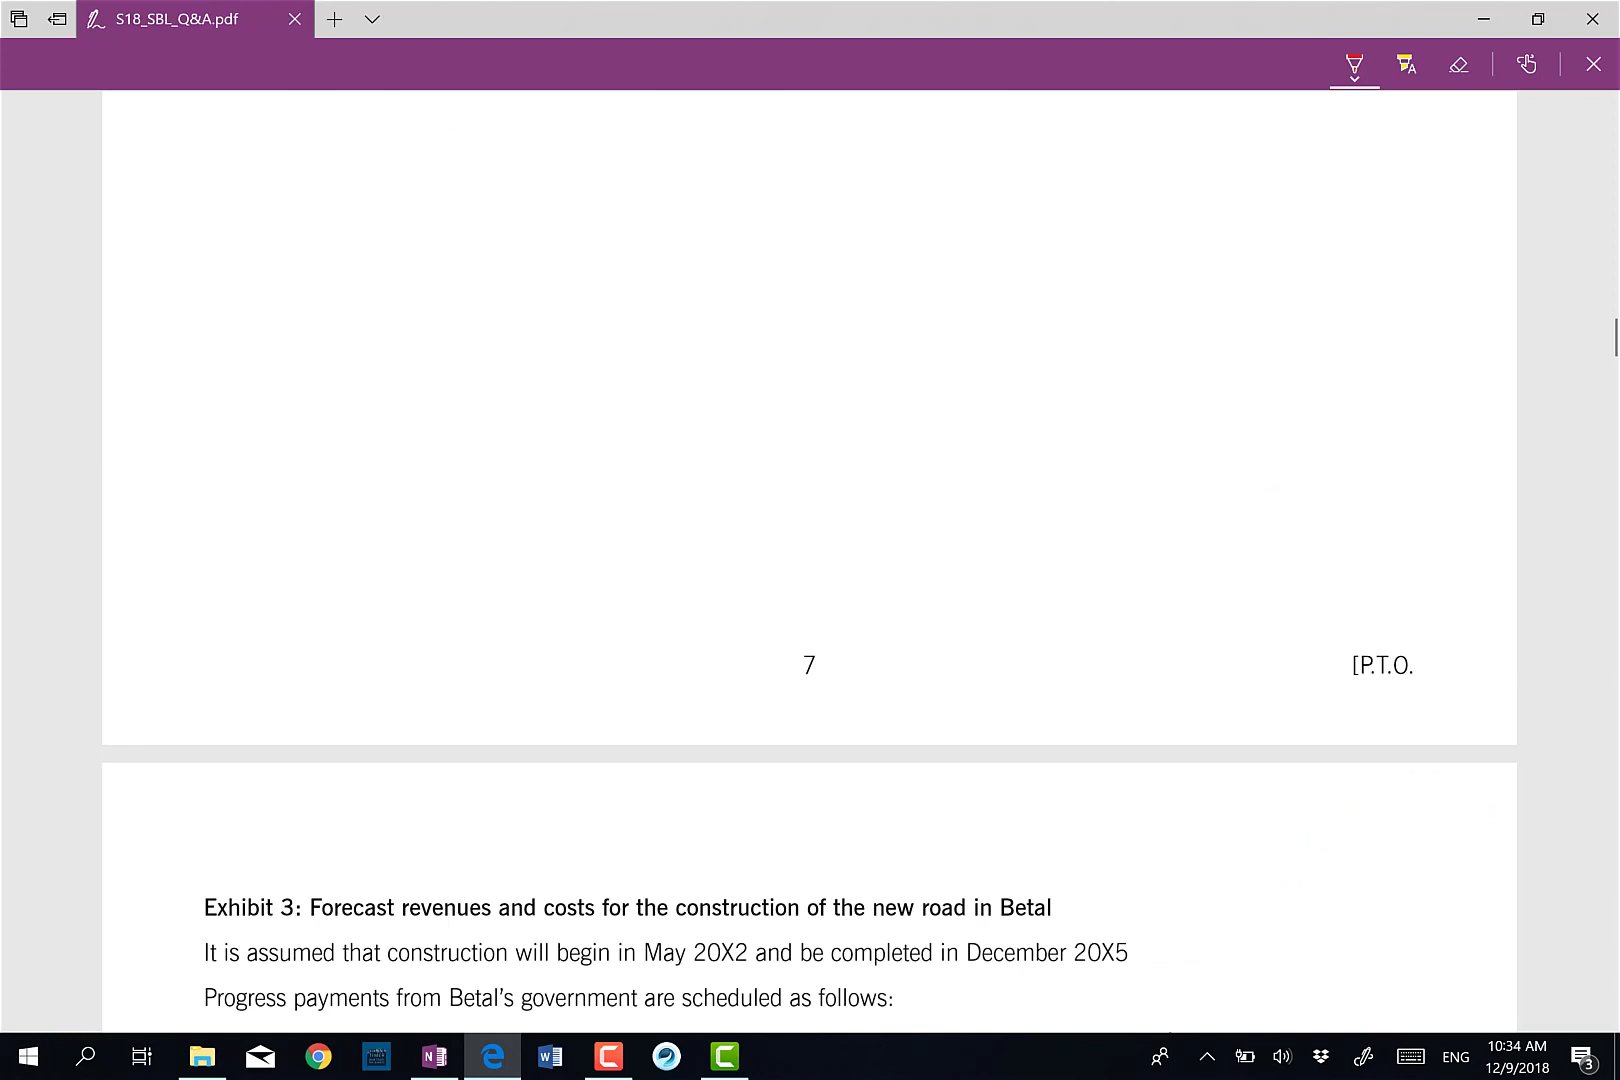 S18_SBL_Q&A.pdf
7
[P.T.O.
Exhibit 3: Forecast revenues and costs for the construction of the new road in Betal
It is assumed that construction will begin in May 20X2 and be completed in December 20X5
Progress payments from Betal's government are scheduled as follows:
ENG
10:34 AM
12/9/2018
3